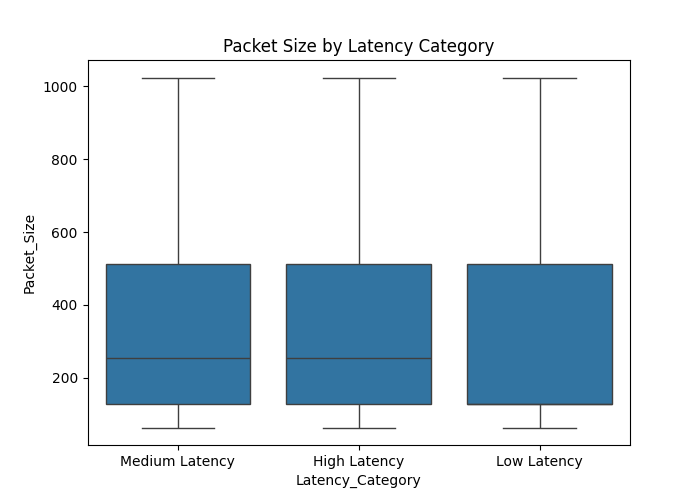 Packet Size by Latency Category
1000
800
600
400
200
Packet_Size
Medium Latency
High Latency
Low Latency
Latency_Category